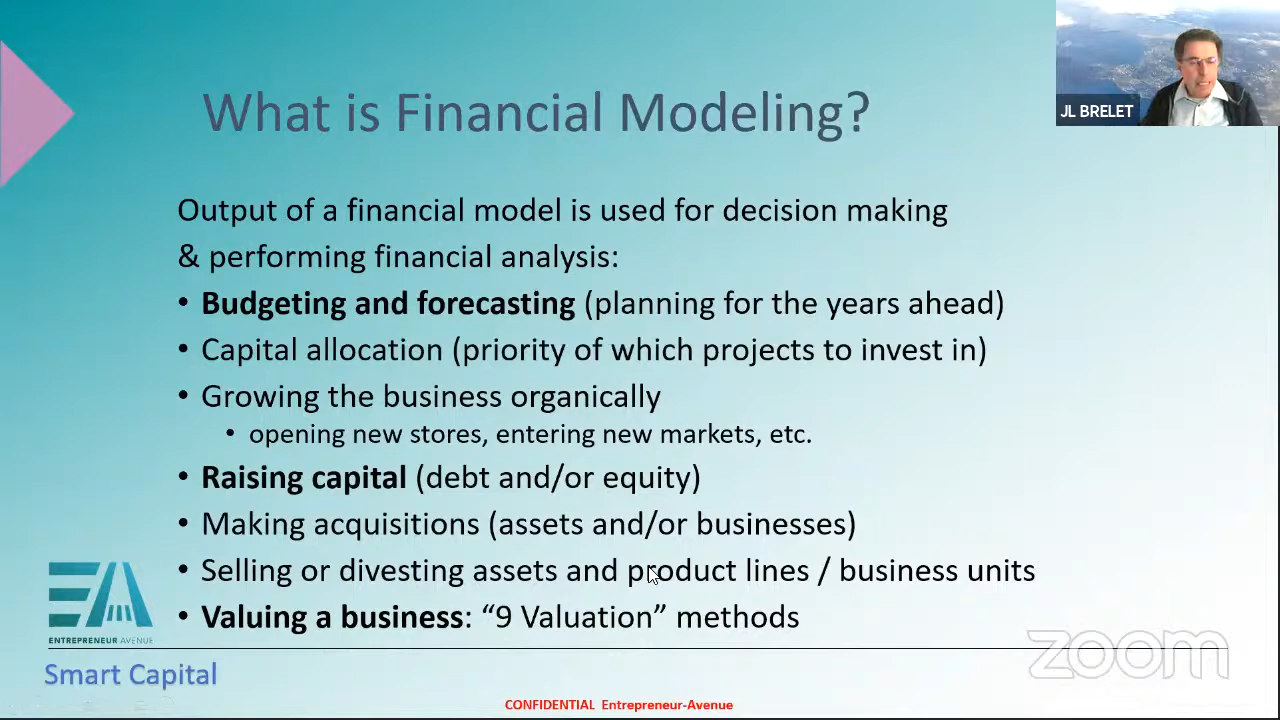 JL BRELET
What is Financial Modeling?
Output of a financial model is used for decision making
& performing financial analysis:
• Budgeting and forecasting (planning for the years ahead)
• Capital allocation (priority of which projects to invest in)
• Growing the business organically
• opening new stores, entering new markets, etc.
• Raising capital (debt and/or equity)
• Making acquisitions (assets and/or businesses)
• Selling or divesting assets and product lines / business units
• Valuing a business: “9 Valuation” methods
EA
ENTREPRENEUR AVENUE
zoom
Smart Capital
CONFIDENTIAL Entrepreneur-Avenue